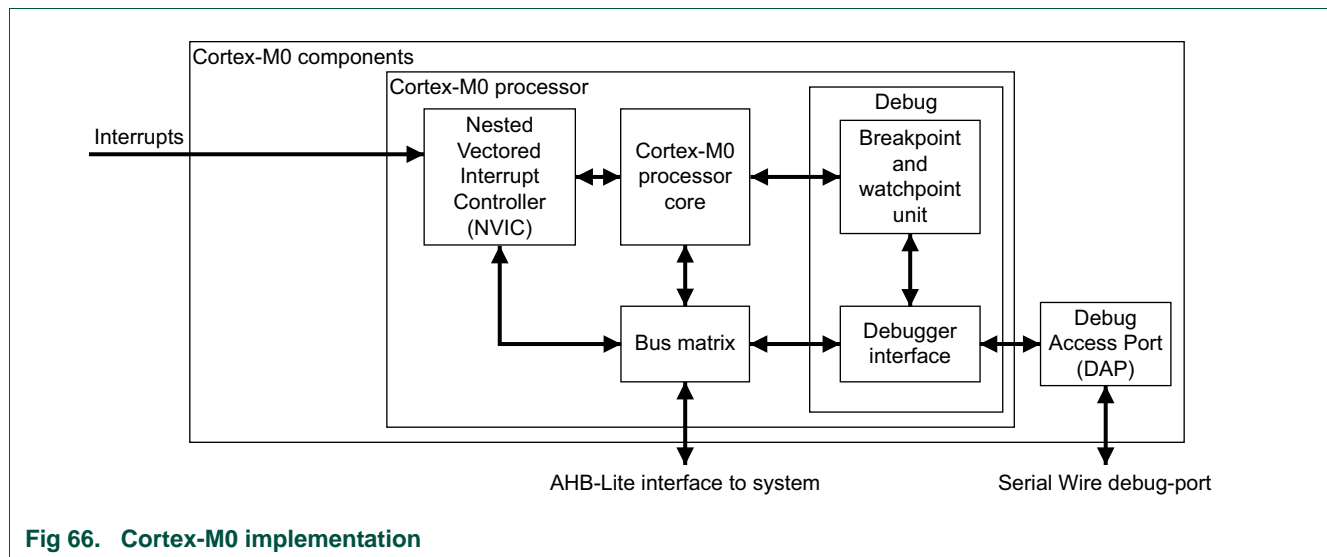 Cortex-M0 components
Cortex-M0 processor
Debug
Interrupts
Nested
Vectored
Interrupt
Controller
(NVIC)
Cortex-M0
processor
core
Breakpoint
and
watchpoint
unit
Bus matrix
Debugger
interface
Debug
Access Port
(DAP)
AHB-Lite interface to system
Serial Wire debug-port
Fig 66. Cortex-M0 implementation